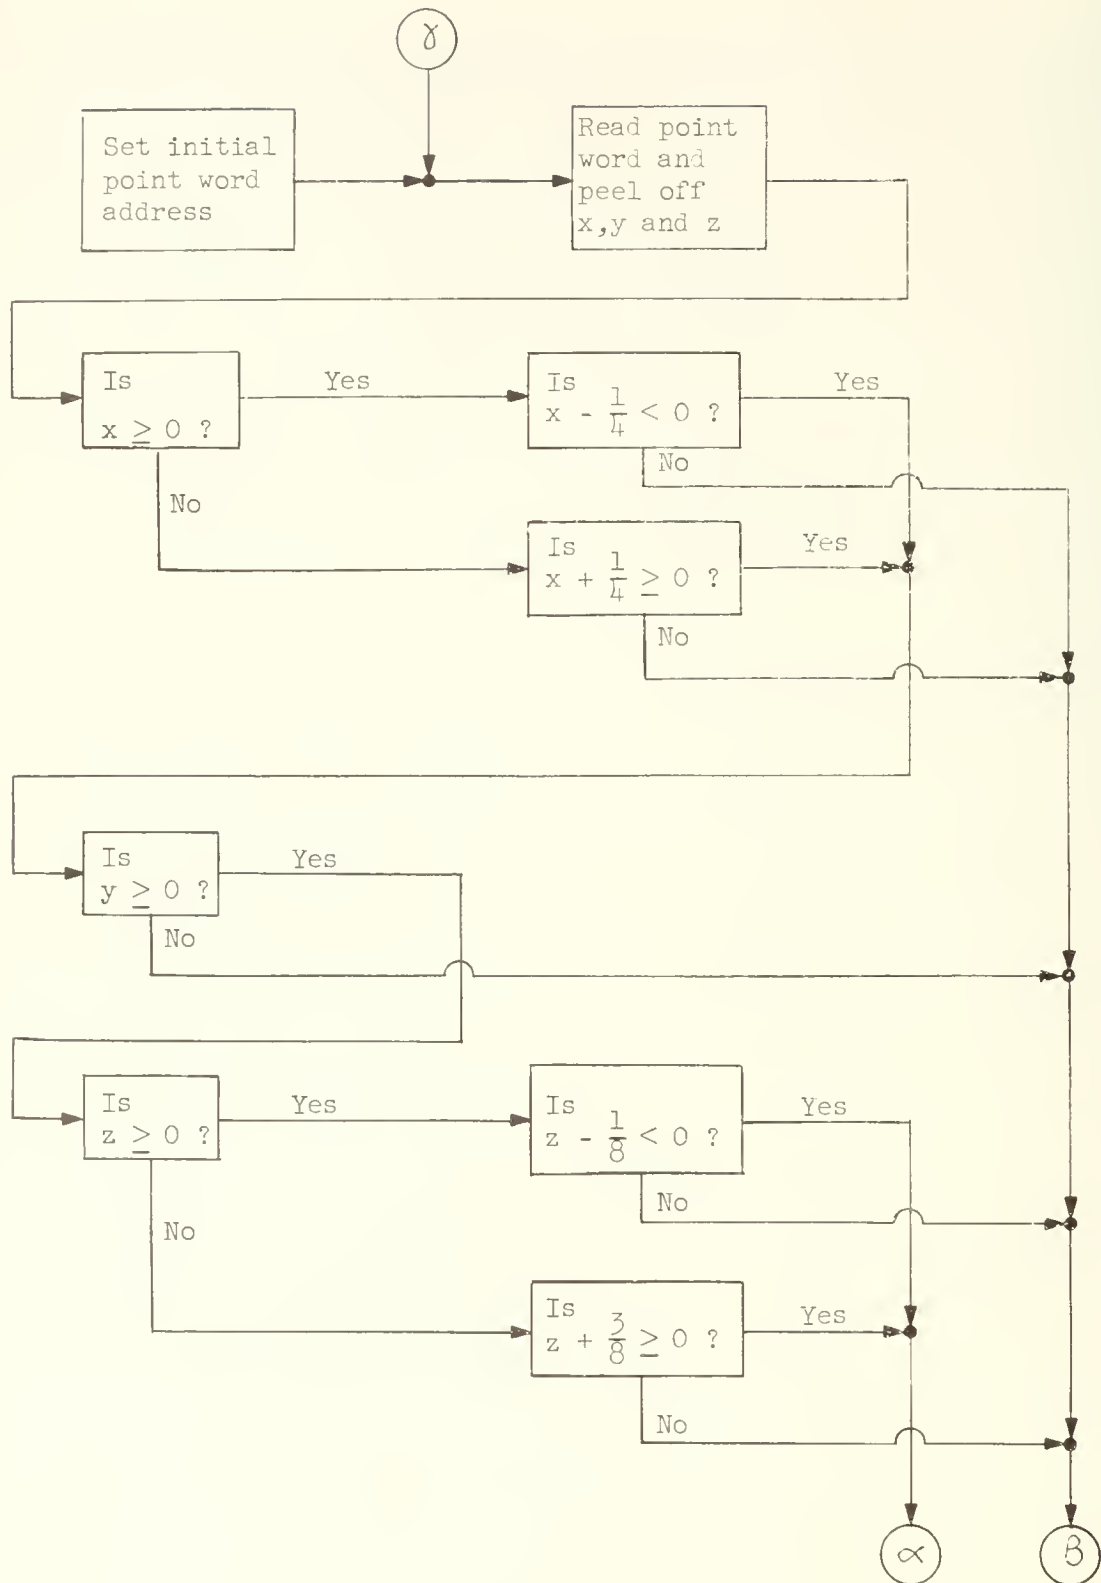 γ
Set initial
point word
address
Read point
word and
peel off
x,y and z
Is
x ≥ 0 ?
Yes
No
Is
x - 1/4 < 0 ?
Yes
No
Is
x + 1/4 ≥ 0 ?
Yes
No
Is
y ≥ 0 ?
Yes
No
Is
z ≥ 0 ?
Yes
No
Is
z - 1/8 < 0 ?
Yes
No
Is
z + 3/8 ≥ 0 ?
Yes
No
α
β